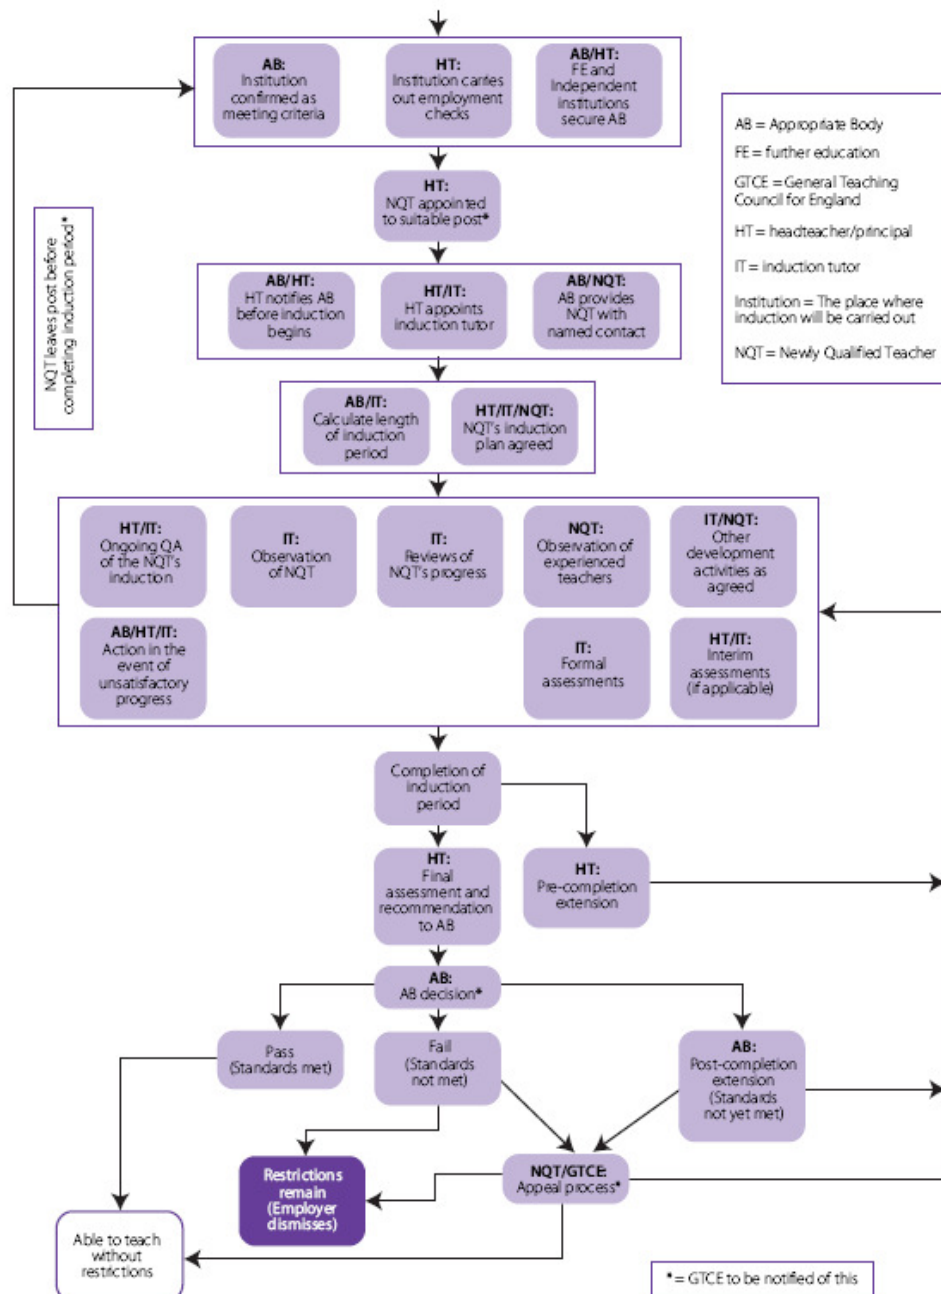 AB:
Institution
confirmed as
meeting criteria
HT:
Institution carries
out employment
checks
AB/HT:
FE and
Independent
institutions
secure AB
AB = Appropriate Body
FE = further education
GTCE = General Teaching
Council for England
HT = headteacher/principal
IT = induction tutor
Institution = The place where
induction will be carried out
NQT = Newly Qualified Teacher
HT:
NQT appointed
to suitable post*
NQT leaves post before
completing induction period*
AB/HT:
HT notifies AB
before induction
begins
HT/IT:
HT appoints
induction tutor
AB/NQT:
AB provides
NQT with
named contact
AB/IT:
Calculate length
of induction
period
HT/IT/NQT:
NQT's induction
plan agreed
HT/IT:
Ongoing QA
of the NQT's
induction
IT:
Observation
of NQT
IT:
Reviews of
NQT's progress
NQT:
Observation of
experienced
teachers
IT/NQT:
Other
development
activities as
agreed
AB/HT/IT:
Action in the
event of
unsatisfactory
progress
IT:
Formal
assessments
HT/IT:
Interim
assessments
(if applicable)
Completion of
induction
period
HT:
Final
assessment and
recommendation
to AB
HT:
Pre-completion
extension
AB:
AB decision*
Pass
(Standards met)
Fail
(Standards
not met)
AB:
Post-completion
extension
(Standards
not yet met)
Restrictions
remain
(Employer
dismisses)
NQT/GTCE:
Appeal process*
Able to teach
without
restrictions
* = GTCE to be notified of this